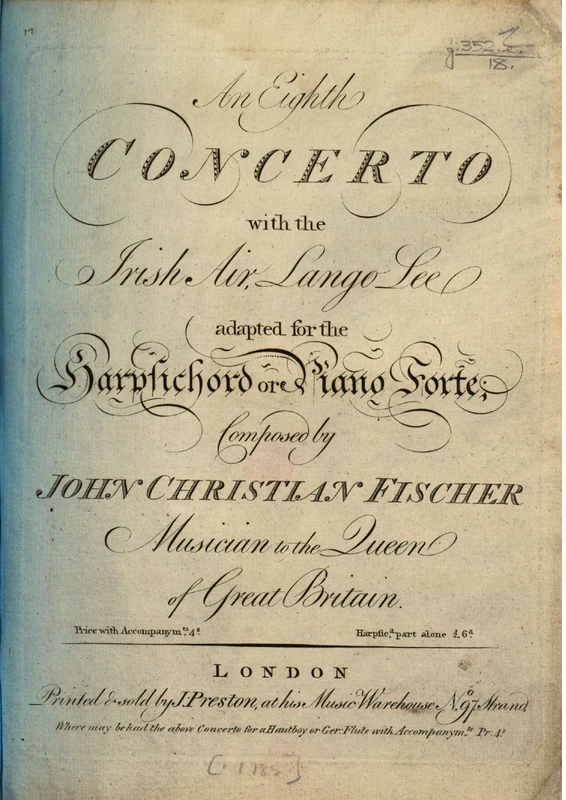 17
g.352.
18.
An Eighth
CONCERTO
with the
Irish Air, Lango Lee
adapted for the
Harpsichord or Piano Forte;
Composed by
JOHN CHRISTIAN FISCHER
Musician to the Queen
of Great Britain.
Price with Accompanym.ts 4s
Harpsic.d part alone 2,6d
LONDON
Printed & sold by J. Preston, at his Music Warehouse No. 97 Strand
Where may be had the above Concerto for a Hautboy or Ger: Flute with Accompanym.ts Pr: 4s
[1785]